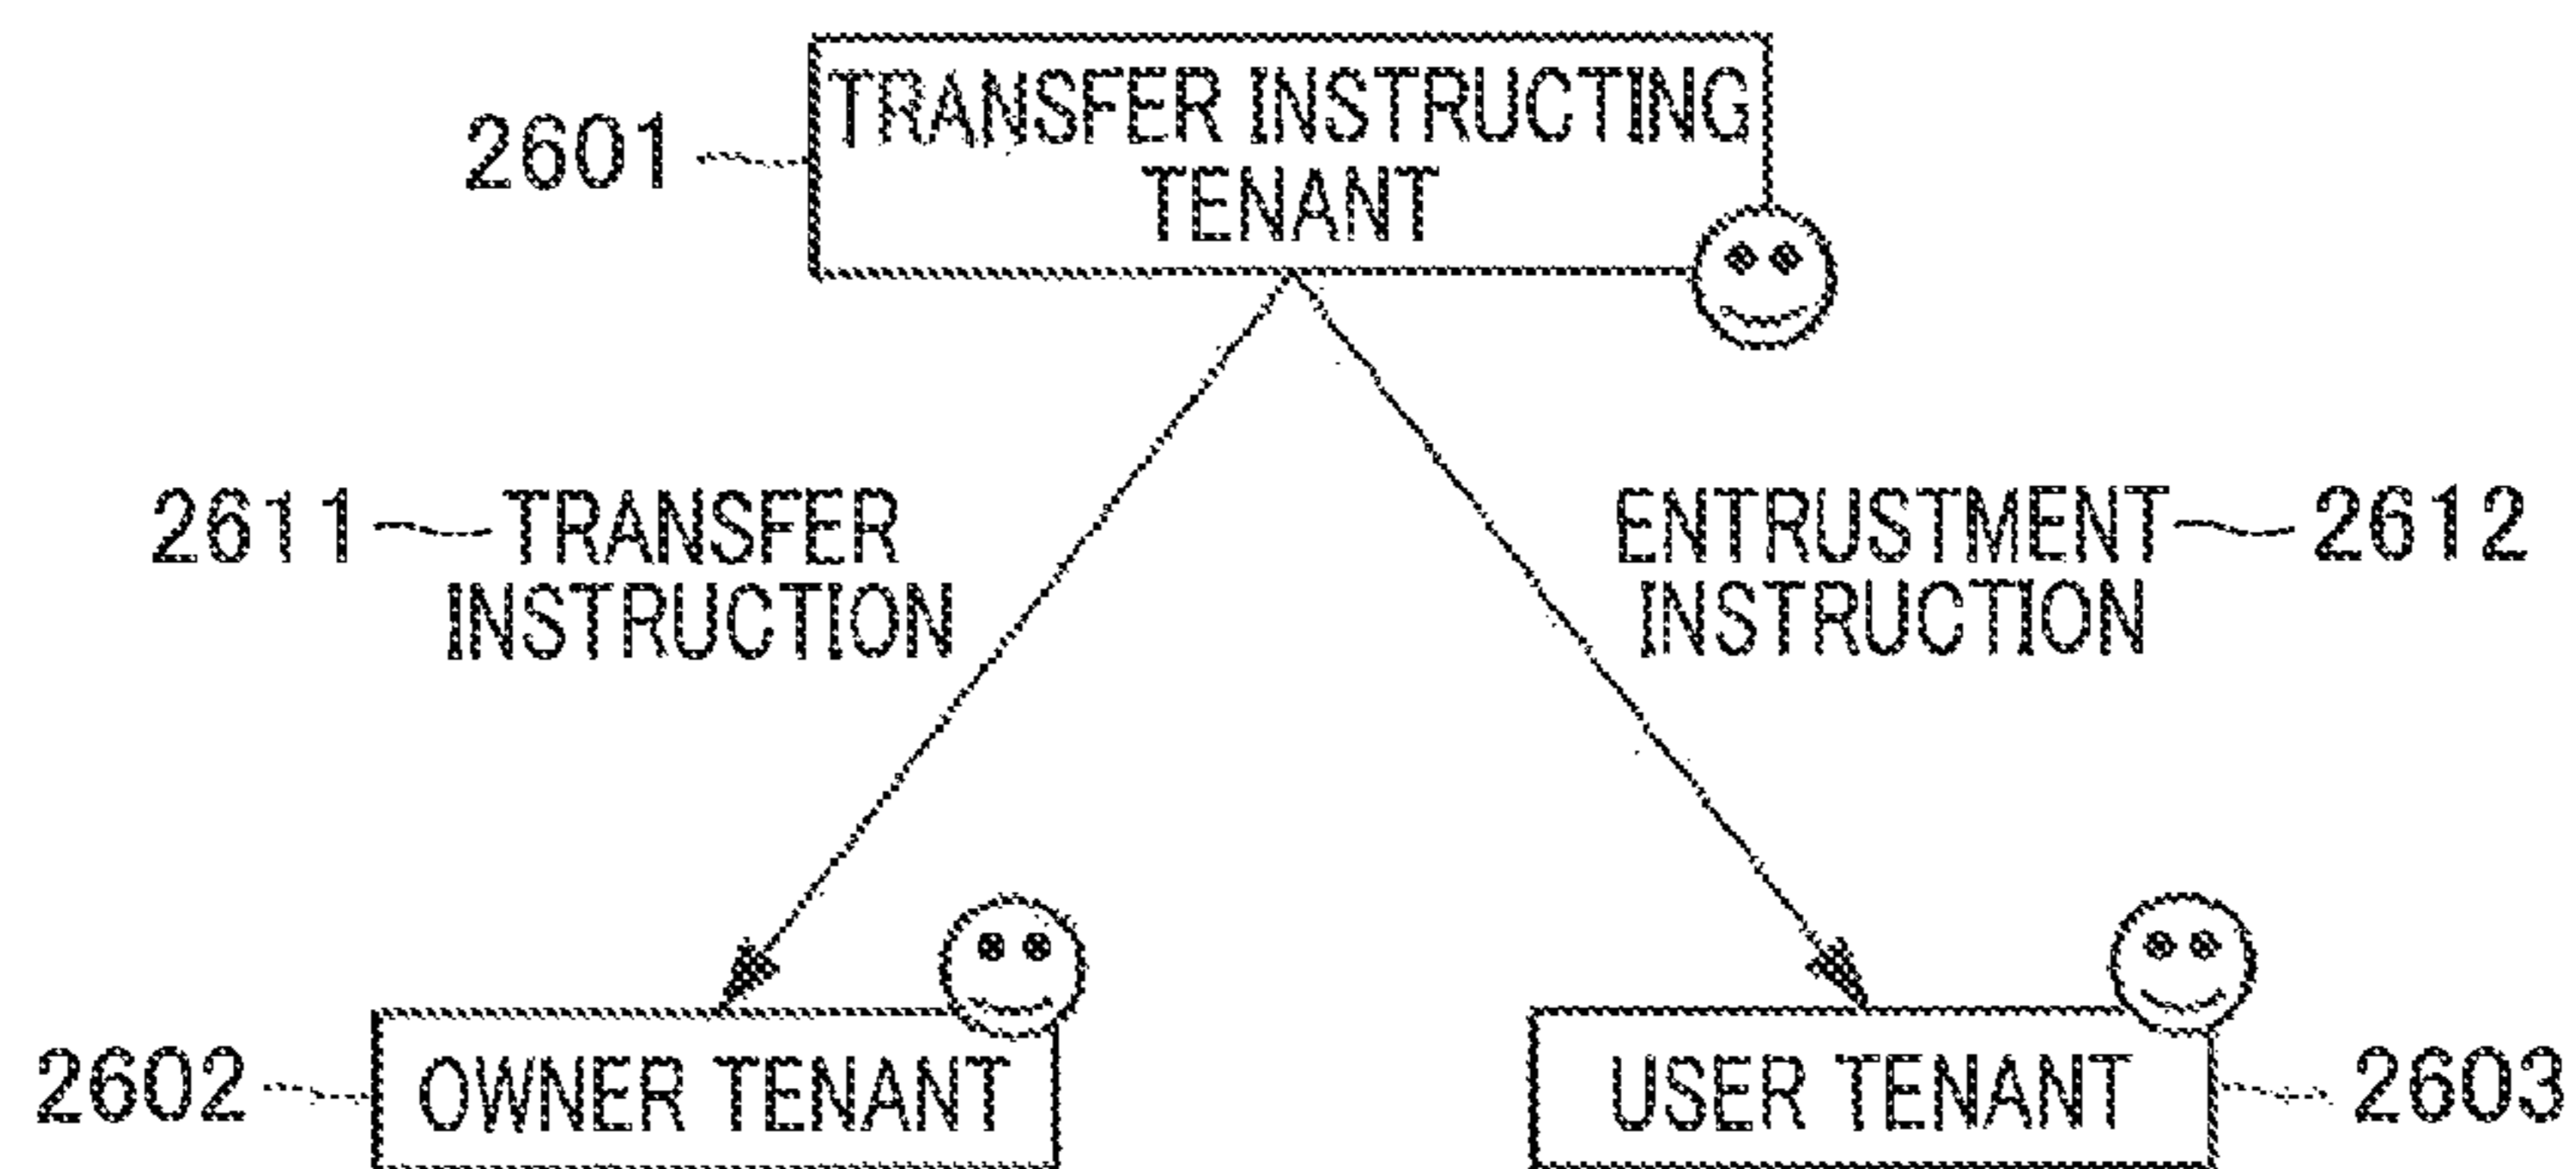 TRANSFER INSTRUCTING
2601
TENANT
2611 TRANSFER
INSTRUCTION
ENTRUSTMENT 2612
INSTRUCTION
2602 OWNER TENANT
USER TENANT 2603